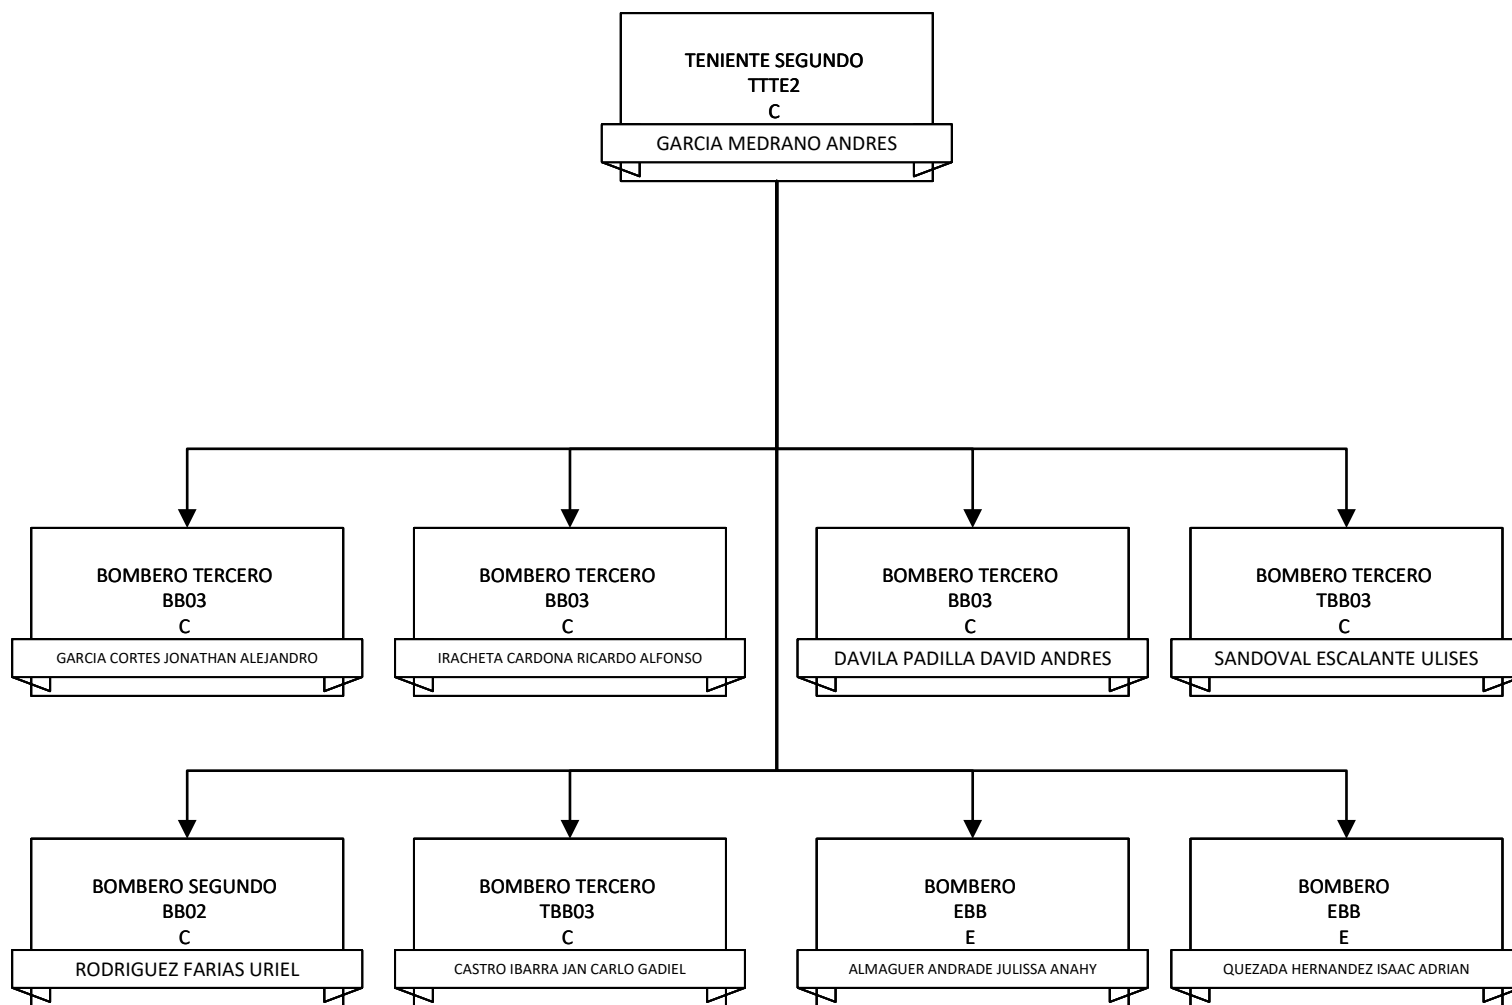 TENIENTE SEGUNDO
TTTE2
C
GARCIA MEDRANO ANDRES
BOMBERO TERCERO
BB03
C
GARCIA CORTES JONATHAN ALEJANDRO
BOMBERO TERCERO
BB03
C
IRACHETA CARDONA RICARDO ALFONSO
BOMBERO TERCERO
BB03
C
DAVILA PADILLA DAVID ANDRES
BOMBERO TERCERO
TBB03
C
SANDOVAL ESCALANTE ULISES
BOMBERO SEGUNDO
BB02
C
RODRIGUEZ FARIAS URIEL
BOMBERO TERCERO
TBB03
C
CASTRO IBARRA JAN CARLO GADIEL
BOMBERO
EBB
E
ALMAGUER ANDRADE JULISSA ANAHY
BOMBERO
EBB
E
QUEZADA HERNANDEZ ISAAC ADRIAN